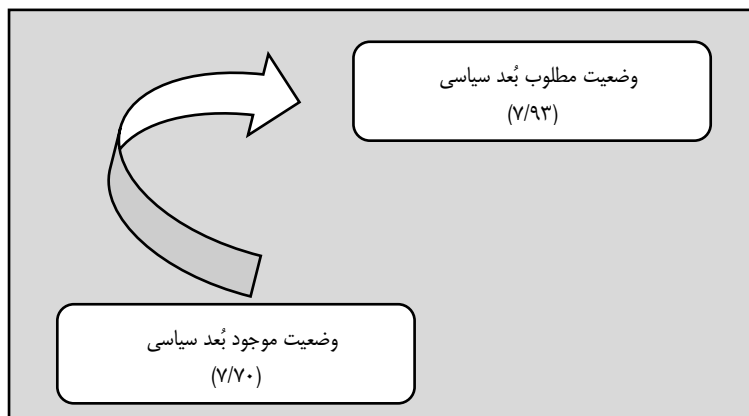 وضعیت مطلوب بُعد سیاسی
(۷/۹۳)
وضعیت موجود بُعد سیاسی
(۷/۷۰)